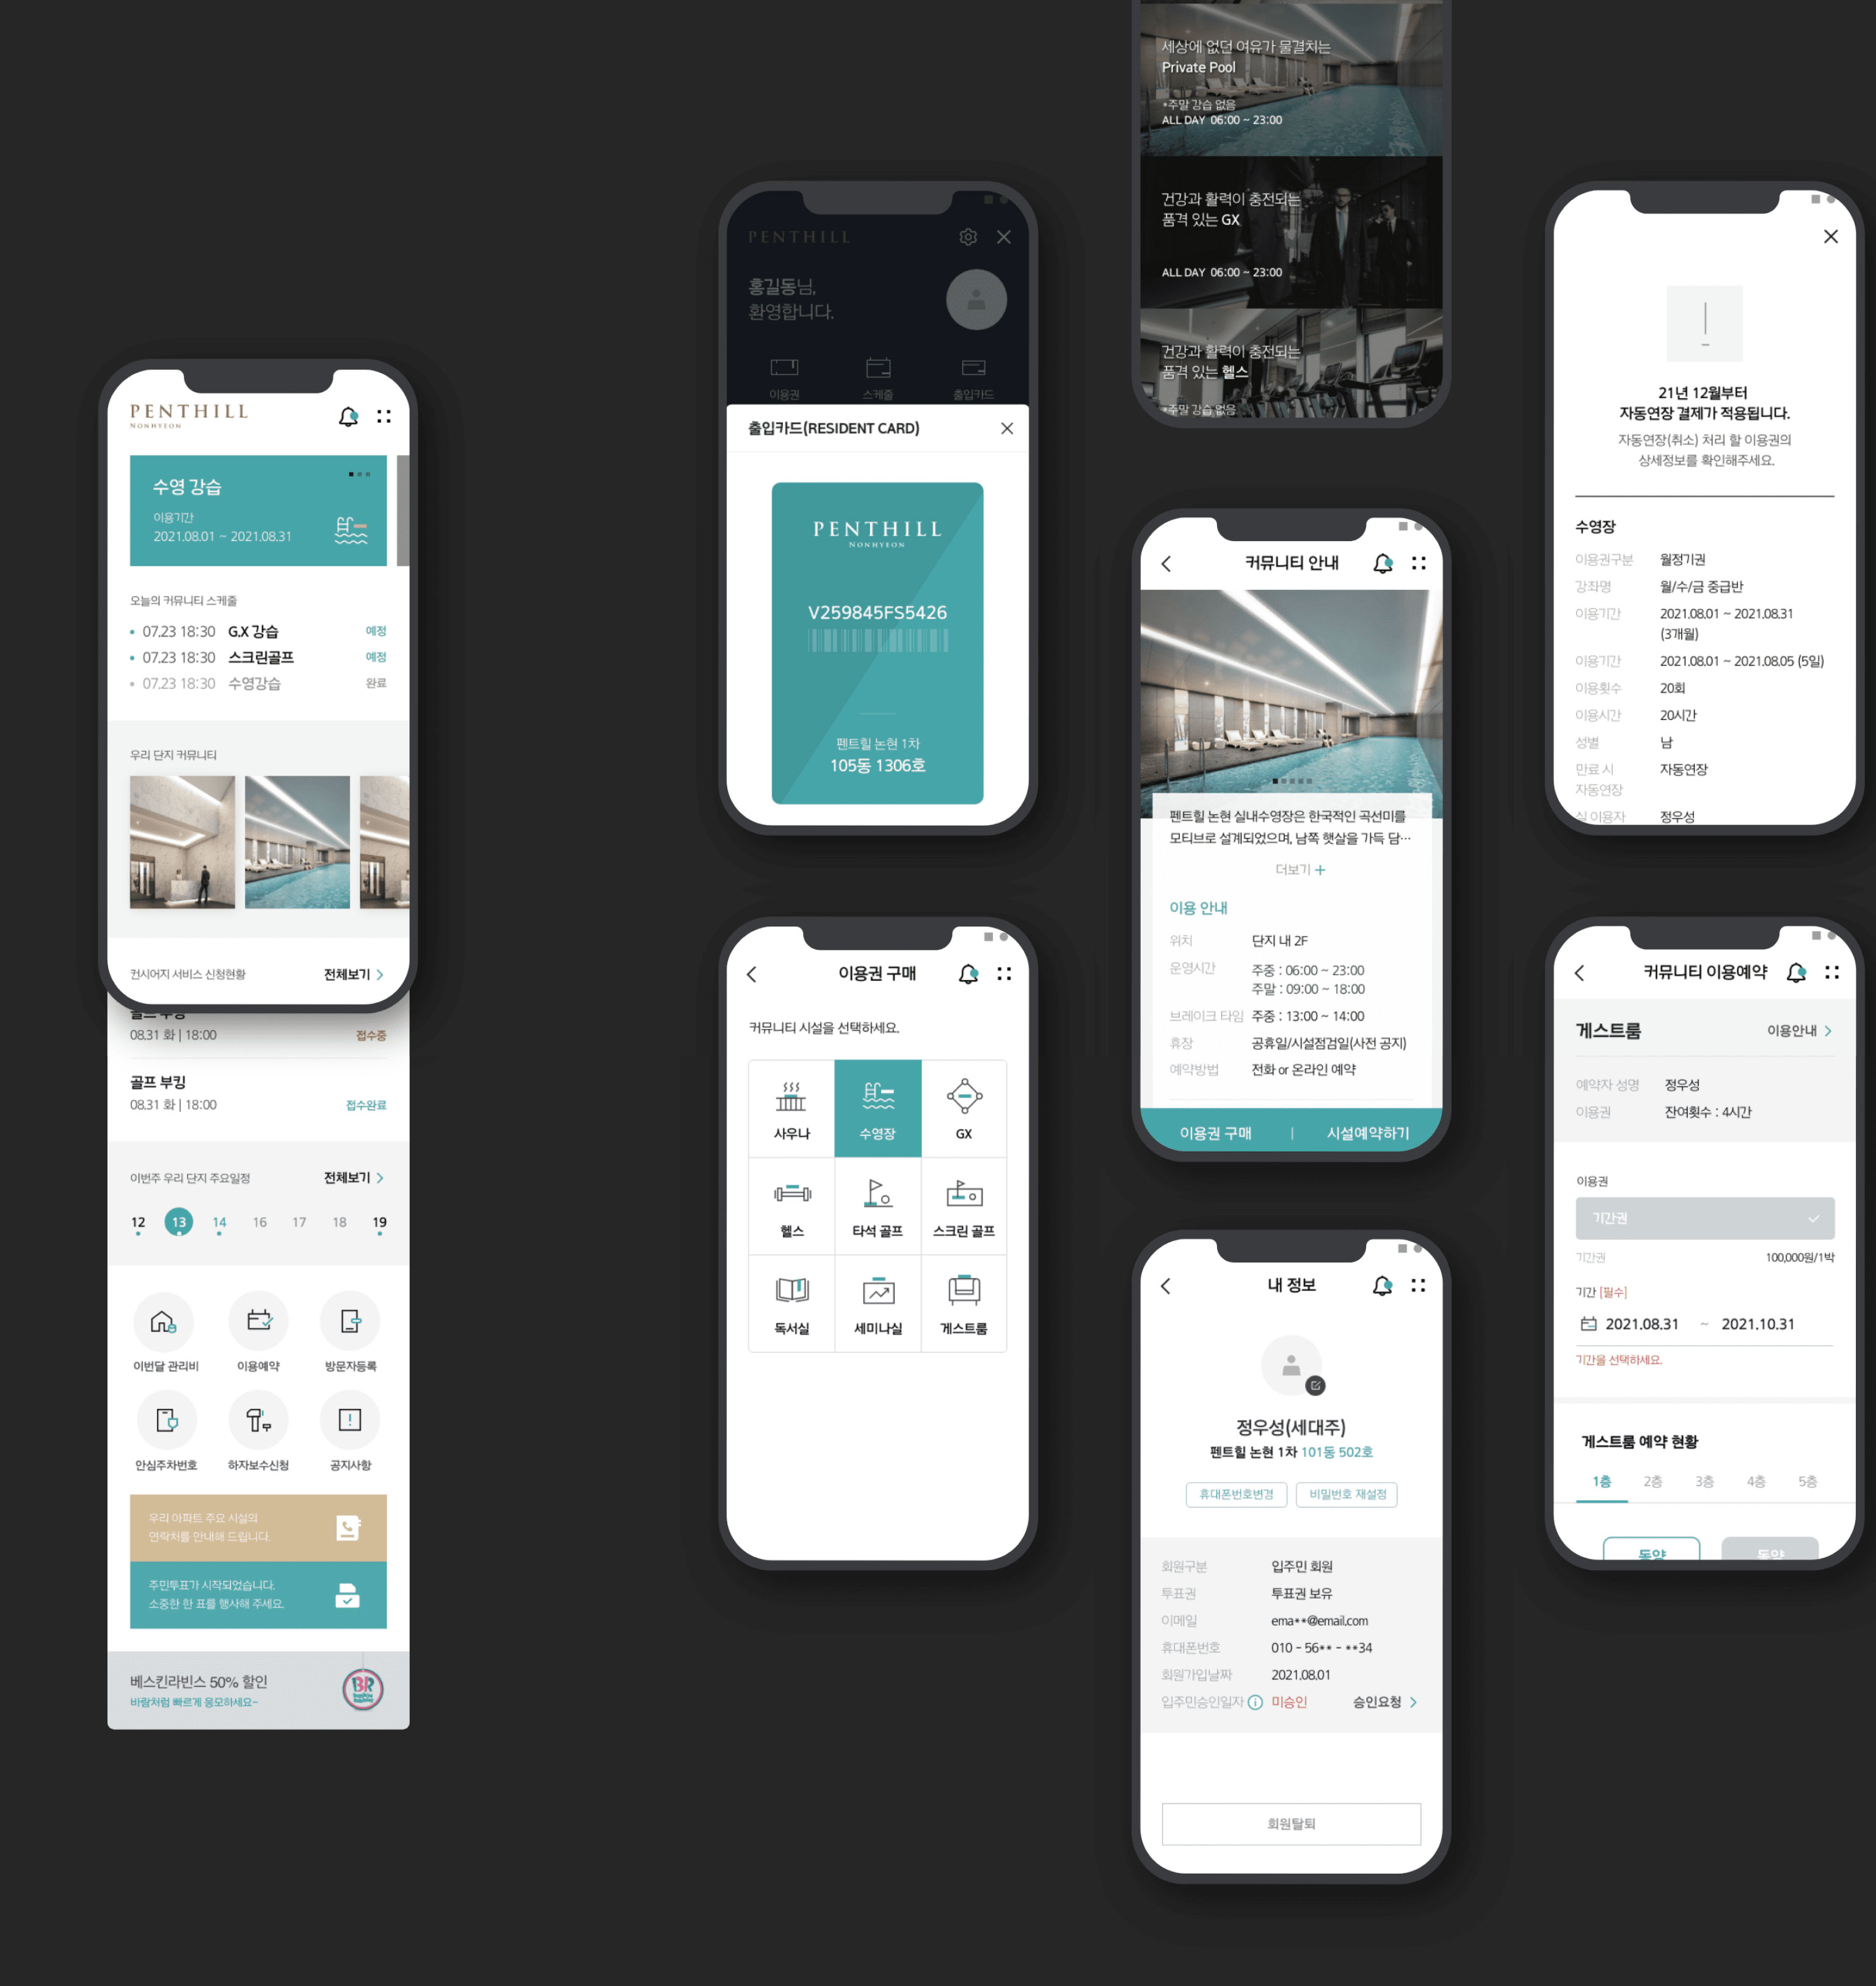 PENTHILL
NONHYEON
수영 강습
이용기간
2021.08.01 ~ 2021.08.31
오늘의 커뮤니티 스케줄
07.23 18:30 G.X 강습 예정
07.23 18:30 스크린골프 예정
07.23 18:30 수영강습 완료
우리 단지 커뮤니티
컨시어지 서비스 신청현황 전체보기
골프 부킹
08.31 화 | 18:00 접수중
골프 부킹
08.31 화 | 18:00 접수완료
이번주 우리 단지 주요일정 전체보기
12 13 14 16 17 18 19
이번달 관리비 이용예약 방문자등록
안심주차번호 하자보수신청 공지사항
우리 아파트 주요 시설의
연락처를 안내해 드립니다.
주민투표가 시작되었습니다.
소중한 한 표를 행사해 주세요.
베스킨라빈스 50% 할인
바람처럼 빠르게 응모하세요~
BR
PENTHILL
홍길동님,
환영합니다.
이용권 스케줄 출입카드
출입카드(RESIDENT CARD)
PENTHILL
NONHYEON
V259845FS5426
펜트힐 논현 1차
105동 1306호
이용권 구매
커뮤니티 시설을 선택하세요.
사우나 수영장 GX
헬스 타석 골프 스크린 골프
독서실 세미나실 게스트룸
세상에 없던 여유가 물결치는
Private Pool
*주말 강습 없음
ALL DAY 06:00 ~ 23:00
건강과 활력이 충전되는
품격 있는 GX
ALL DAY 06:00 ~ 23:00
건강과 활력이 충전되는
품격 있는 헬스
*주말 강습 없음
커뮤니티 안내
펜트힐 논현 실내수영장은 한국적인 곡선미를
모티브로 설계되었으며, 남쪽 햇살을 가득 담…
더보기 +
이용 안내
위치 단지 내 2F
운영시간 주중 : 06:00 ~ 23:00
주말 : 09:00 ~ 18:00
브레이크 타임 주중 : 13:00 ~ 14:00
휴장 공휴일/시설점검일(사전 공지)
예약방법 전화 or 온라인 예약
이용권 구매 | 시설예약하기
내 정보
정우성(세대주)
펜트힐 논현 1차 101동 502호
휴대폰번호변경 비밀번호 재설정
회원구분 입주민 회원
투표권 투표권 보유
이메일 ema**@email.com
휴대폰번호 010 - 56** - **34
회원가입날짜 2021.08.01
입주민승인일자 미승인 승인요청
회원탈퇴
21년 12월부터
자동연장 결제가 적용됩니다.
자동연장(취소) 처리 할 이용권의
상세정보를 확인해주세요.
수영장
이용권구분 월정기권
강좌명 월/수/금 중급반
이용기간 2021.08.01 ~ 2021.08.31
(3개월)
이용기간 2021.08.01 ~ 2021.08.05 (5일)
이용횟수 20회
이용시간 20시간
성별 남
만료 시 자동연장
자동연장
실 이용자 정우성
커뮤니티 이용예약
게스트룸 이용안내
예약자 성명 정우성
이용권 잔여횟수 : 4시간
이용권
기간권
기간권 100,000원/1박
기간 [필수]
2021.08.31 ~ 2021.10.31
기간을 선택하세요.
게스트룸 예약 현황
1층 2층 3층 4층 5층